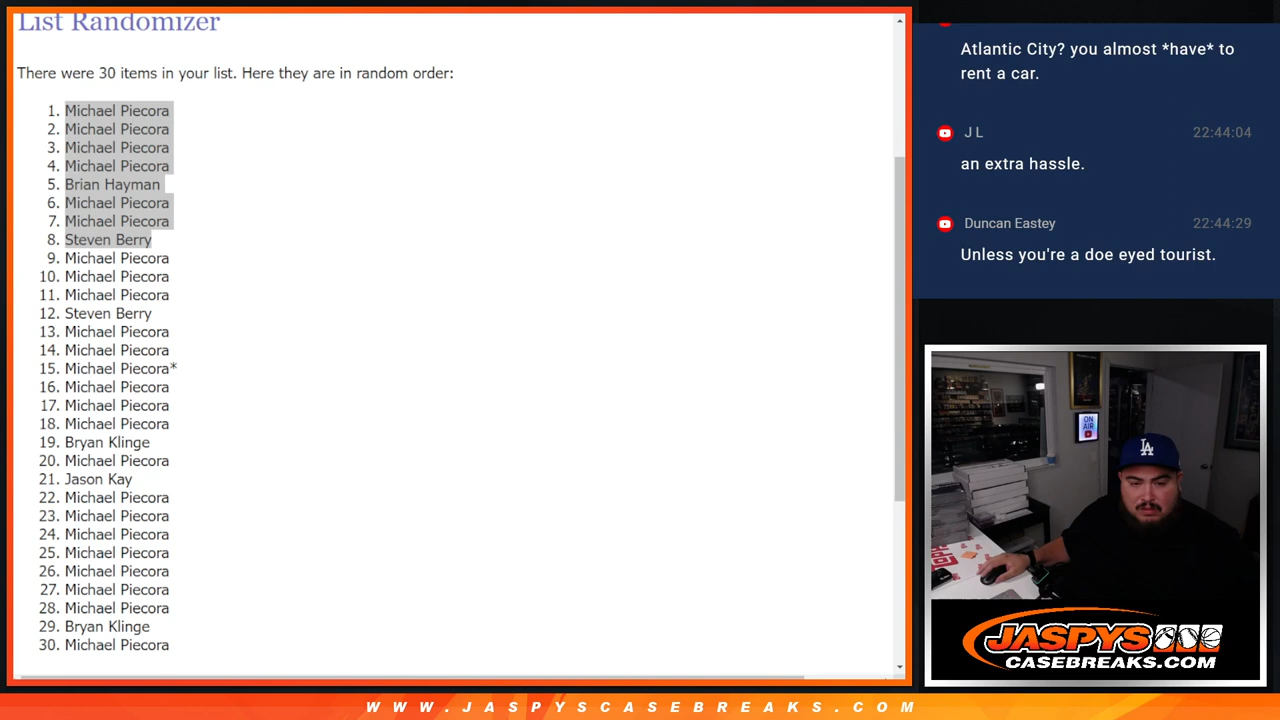 List Randomizer
There were 30 items in your list. Here they are in random order:
1. Michael Piecora
2. Michael Piecora
3. Michael Piecora
4. Michael Piecora
5. Brian Hayman
6. Michael Piecora
7. Michael Piecora
8. Steven Berry
9. Michael Piecora
10. Michael Piecora
11. Michael Piecora
12. Steven Berry
13. Michael Piecora
14. Michael Piecora
15. Michael Piecora*
16. Michael Piecora
17. Michael Piecora
18. Michael Piecora
19. Bryan Klinge
20. Michael Piecora
21. Jason Kay
22. Michael Piecora
23. Michael Piecora
24. Michael Piecora
25. Michael Piecora
26. Michael Piecora
27. Michael Piecora
28. Michael Piecora
29. Bryan Klinge
30. Michael Piecora
Atlantic City? you almost *have* to
rent a car.
J L 22:44:04
an extra hassle.
Duncan Eastey 22:44:29
Unless you're a doe eyed tourist.
ON
AIR
LA
JASPYS
CASEBREAKS.COM
WWW.JASPYSCASEBREAKS.COM